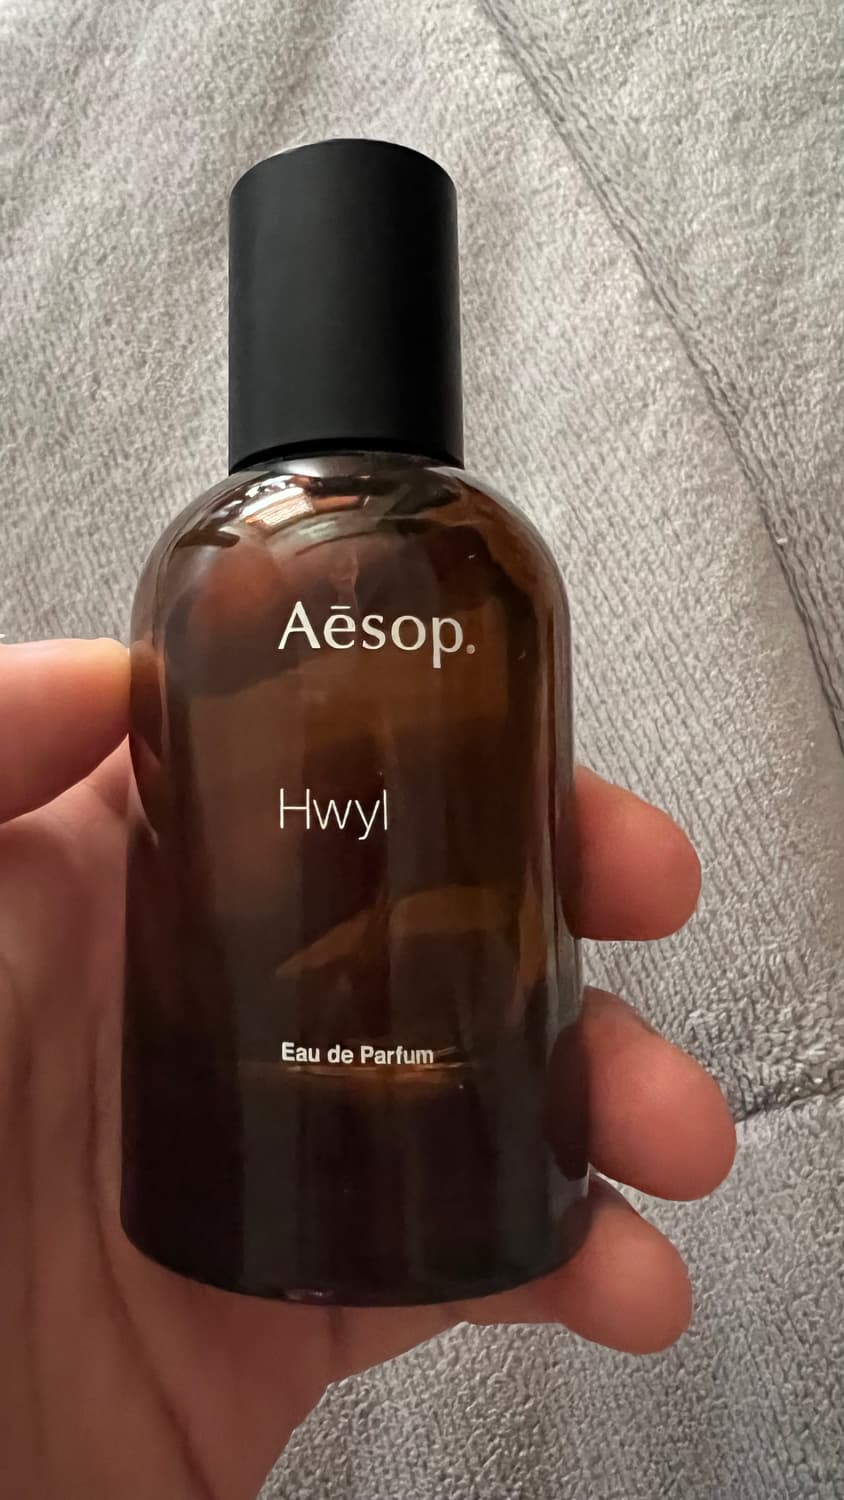 Aēsop.
Hwyl
Eau de Parfum